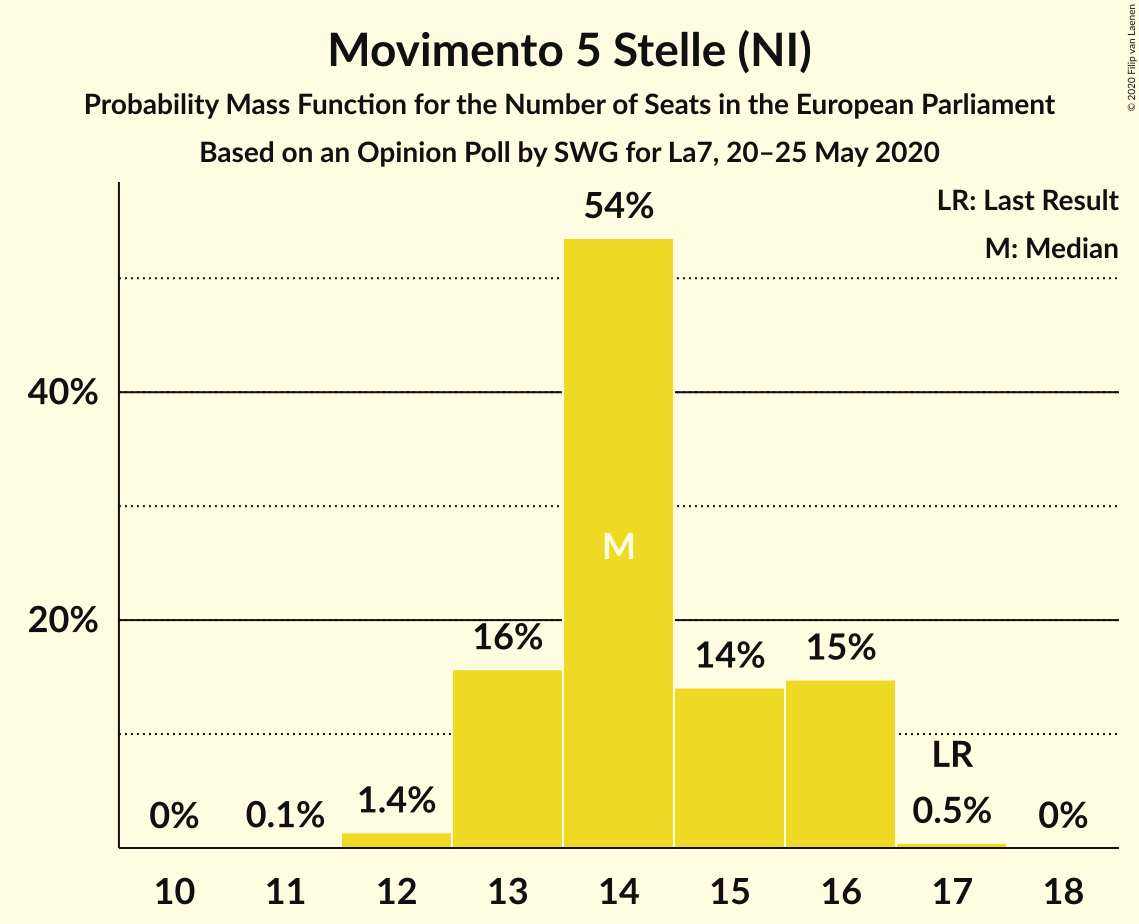 Movimento 5 Stelle (NI)
Probability Mass Function for the Number of Seats in the European Parliament
Based on an Opinion Poll by SWG for La7, 20–25 May 2020
© 2020 Filip van Laenen
LR: Last Result
M: Median
40%
20%
0%
0.1%
1.4%
16%
54%
M
14%
15%
LR
0.5%
0%
10 11 12 13 14 15 16 17 18